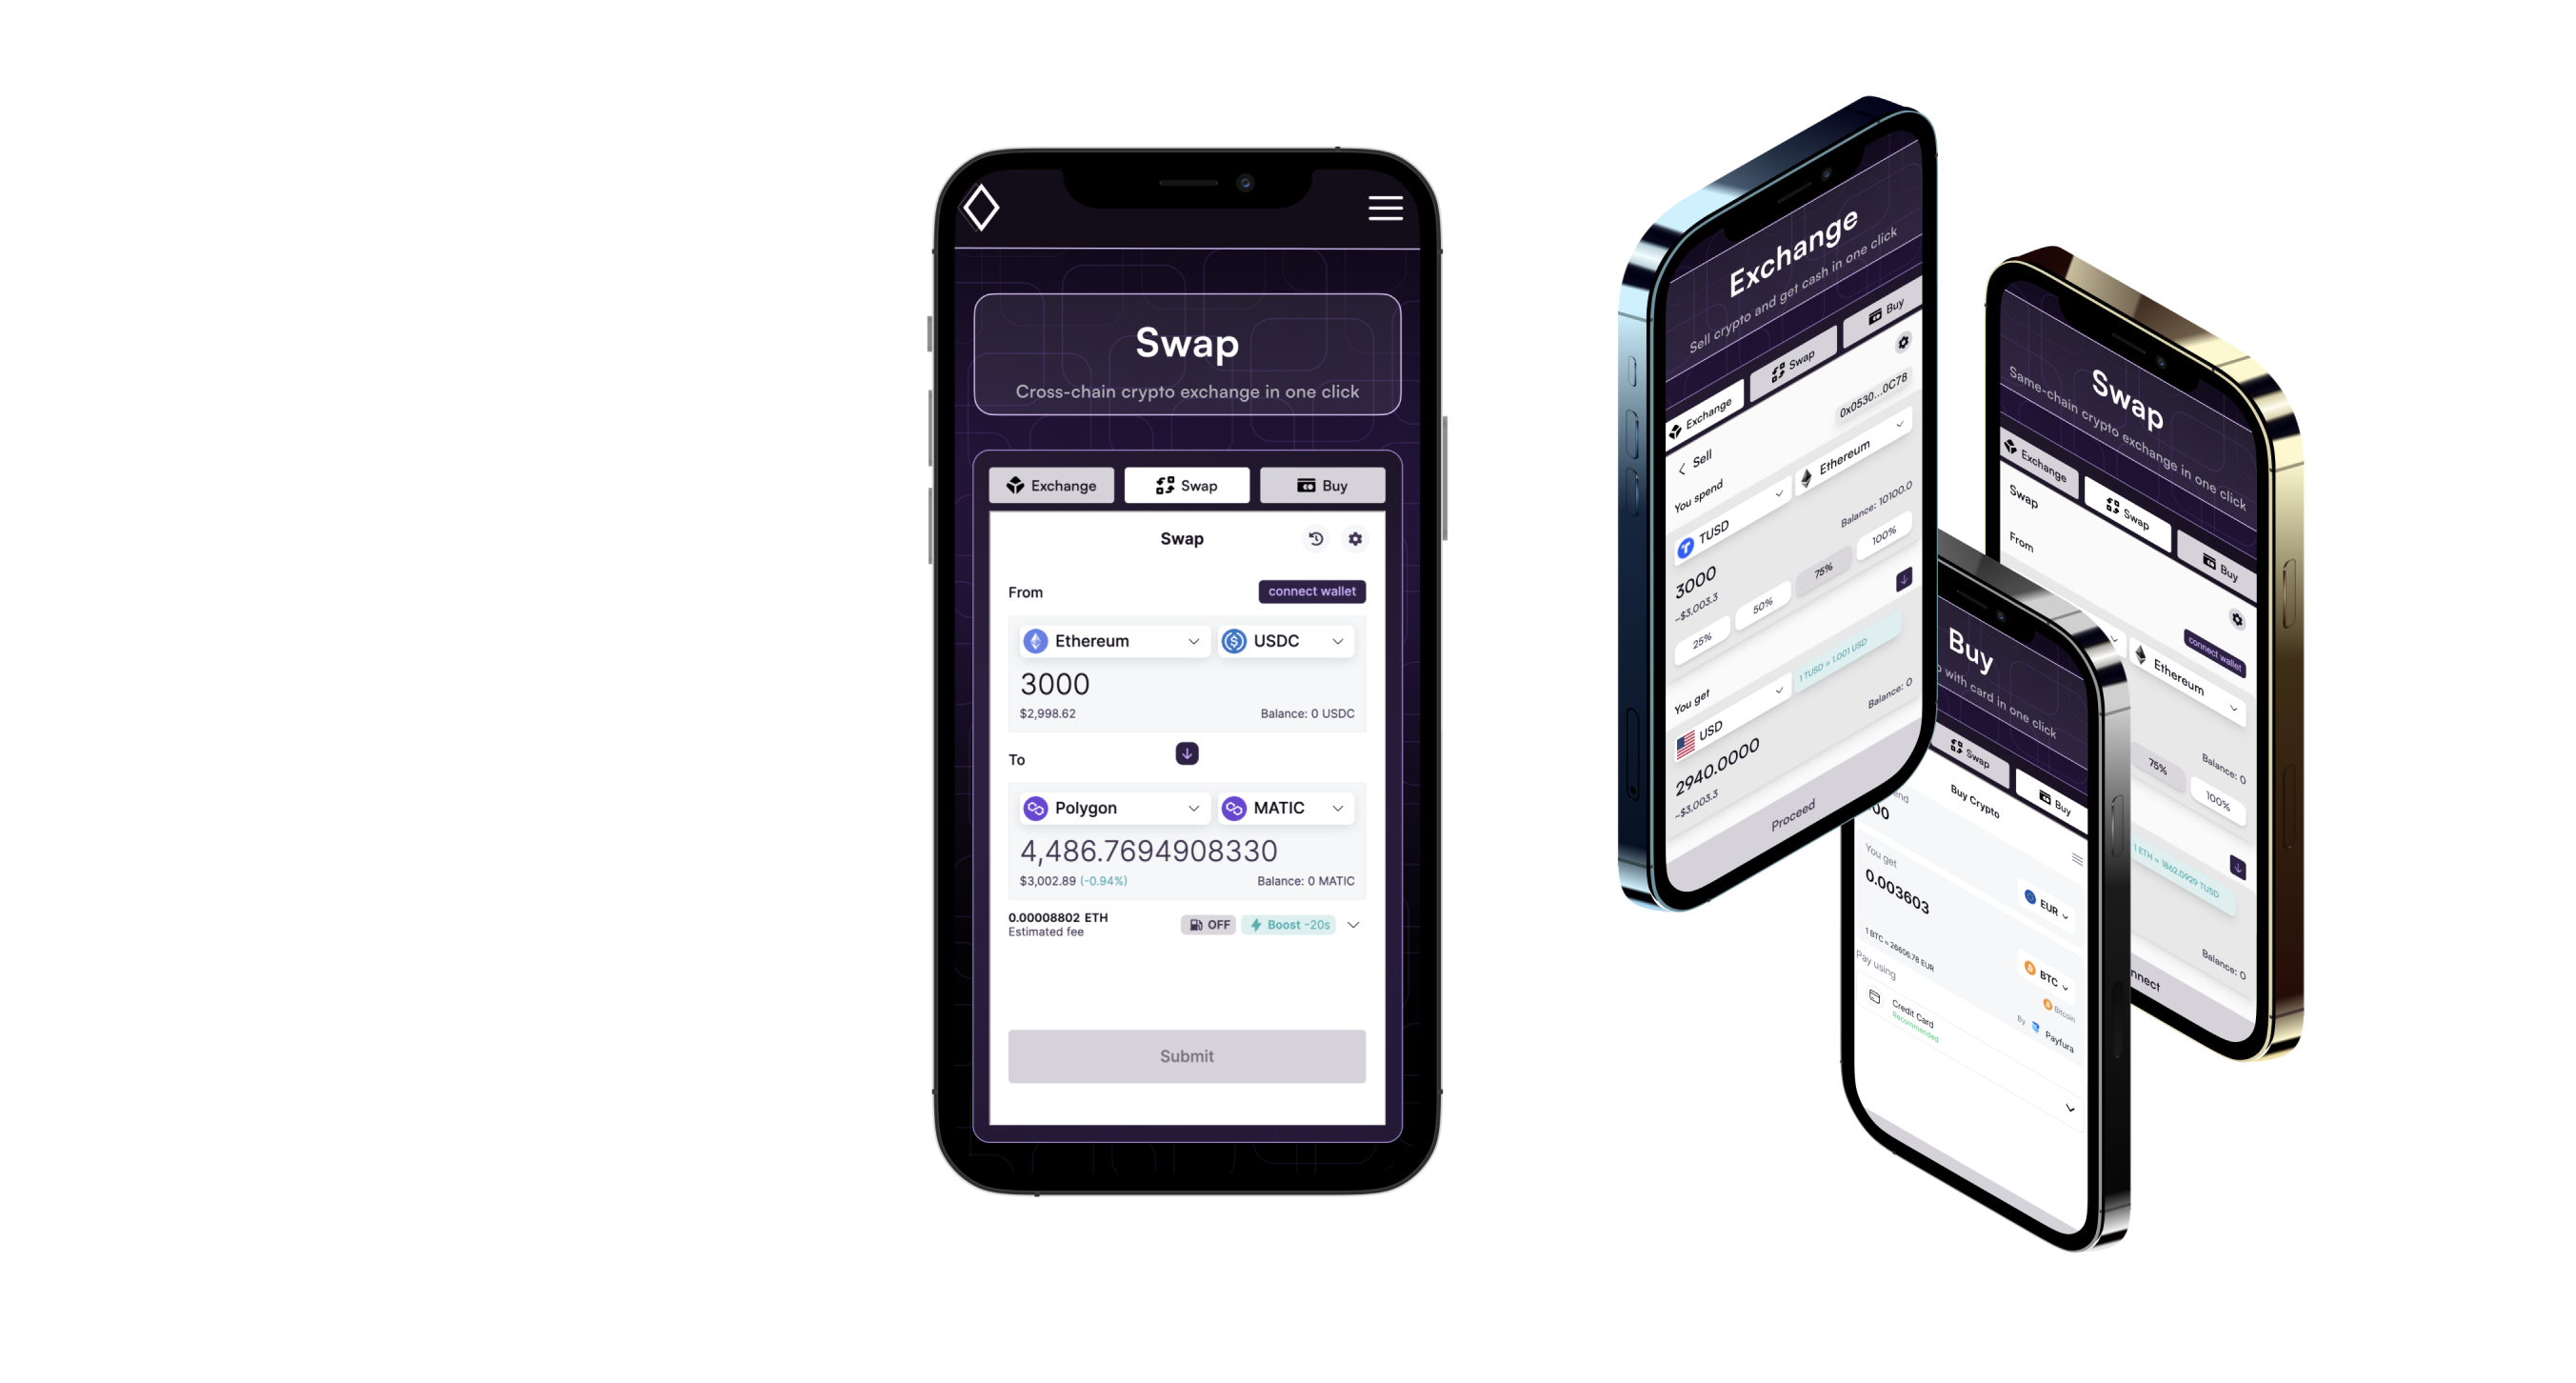 Swap
Cross-chain crypto exchange in one click
Exchange
Swap
Buy
Swap
From
connect wallet
Ethereum
USDC
3000
$2,998.62
Balance: 0 USDC
To
Polygon
MATIC
4,486.7694908330
$3,002.89 (-0.94%)
Balance: 0 MATIC
0.00008802 ETH
Estimated fee
OFF
Boost -20s
Submit
Exchange
Sell crypto and get cash in one click
Exchange
Swap
Buy
Sell
0x0530...0C78
You spend
TUSD
Ethereum
3000
~$3,003.3
Balance: 10100.0
25%
50%
75%
100%
You get
1 TUSD = 1.001 USD
USD
Balance: 0
2940.0000
~$3,003.3
Proceed
Swap
Same-chain crypto exchange in one click
Exchange
Swap
Buy
Swap
From
connect wallet
Ethereum
Balance: 0
75%
100%
1 ETH = 1862.0929 TUSD
Balance: 0
Buy
with card in one click
Swap
Buy
Buy Crypto
00
You get
0.003603
EUR
1 BTC ≈ 26606.78 EUR
BTC
Bitcoin
Pay using
By Payfura
Credit Card
Recommended